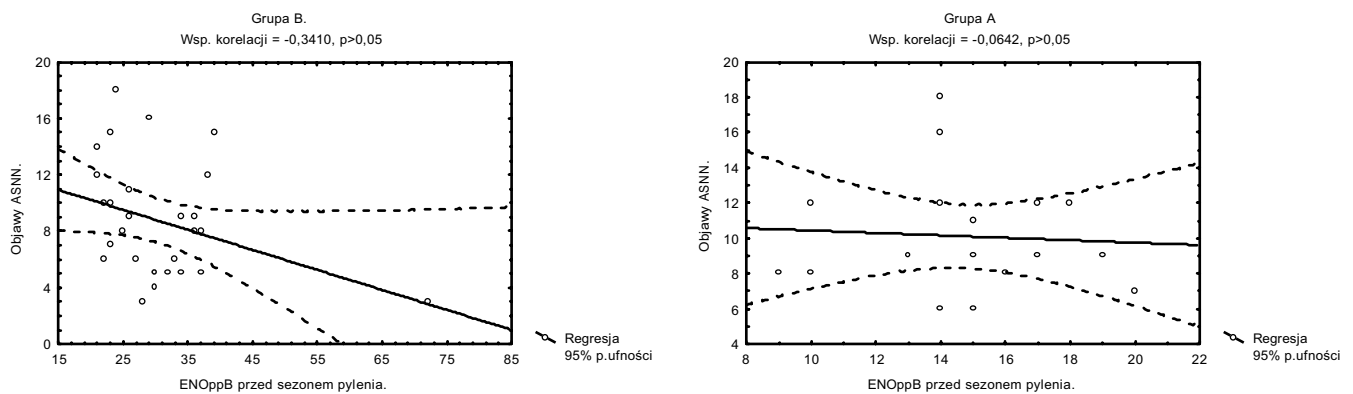 Grupa B.
Wsp. korelacji = -0,3410, p>0,05
20
16
12
8
4
0
Objawy ASNN.
15 25 35 45 55 65 75 85
ENOppB przed sezonem pylenia.
Regresja
95% p.ufności
Grupa A
Wsp. korelacji = -0,0642, p>0,05
20
18
16
14
12
10
8
6
4
Objawy ASNN.
8 10 12 14 16 18 20 22
ENOppB przed sezonem pylenia.
Regresja
95% p.ufności